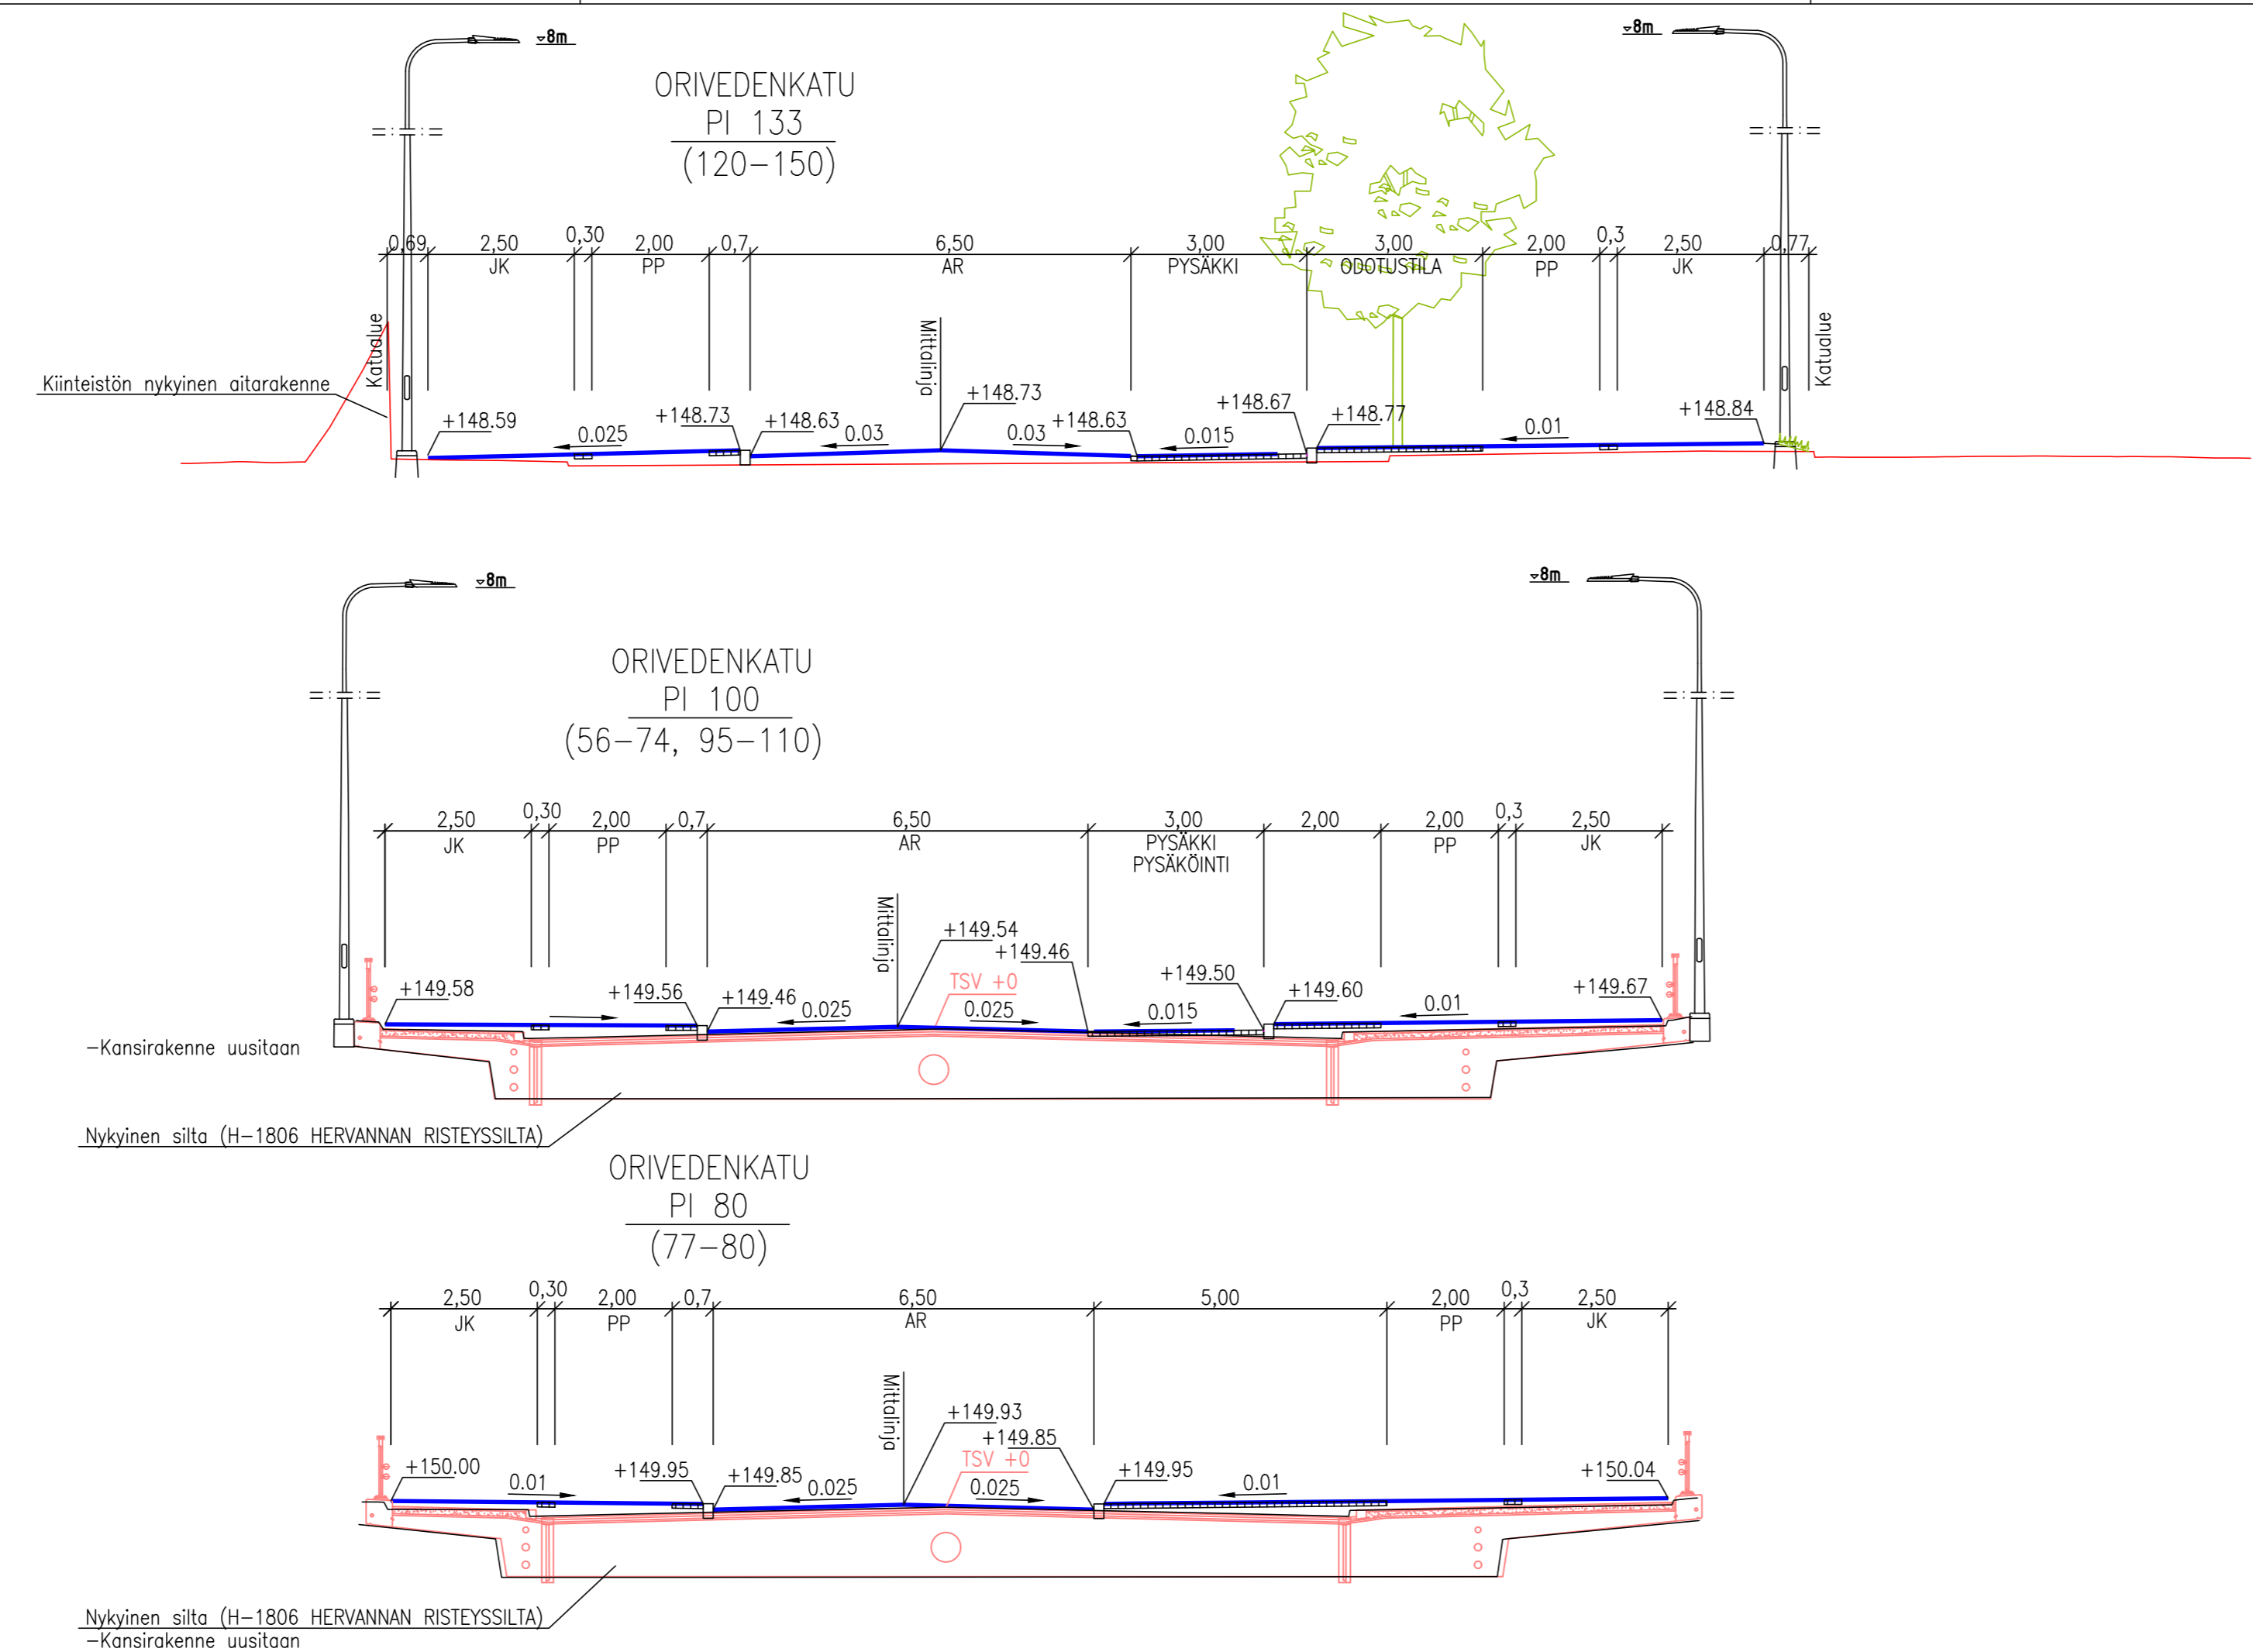 ▿8m
▿8m
ORIVEDENKATU
Pl 133
(120-150)
0,69 2,50 0,30 2,00 0,7 6,50 3,00 3,00 2,00 0,3 2,50 0,77
JK PP AR PYSÄKKI ODOTUSTILA PP JK
Katualue
Mittalinja
Katualue
Kiinteistön nykyinen aitarakenne
+148.59 0.025 +148.73 +148.63 0.03 +148.73 0.03 +148.63 0.015 +148.67 +148.77 0.01 +148.84
▿8m
▿8m
ORIVEDENKATU
Pl 100
(56-74, 95-110)
2,50 0,30 2,00 0,7 6,50 3,00 2,00 2,00 0,3 2,50
JK PP AR PYSÄKKI PP JK
PYSÄKÖINTI
Mittalinja
+149.54
TSV +0
+149.58 +149.56 +149.46 0.025 0.025 +149.46 0.015 +149.50 +149.60 0.01 +149.67
-Kansirakenne uusitaan
Nykyinen silta (H-1806 HERVANNAN RISTEYSSILTA)
ORIVEDENKATU
Pl 80
(77-80)
2,50 0,30 2,00 0,7 6,50 5,00 2,00 0,3 2,50
JK PP AR PP JK
Mittalinja
+149.93
TSV +0
+150.00 0.01 +149.95 +149.85 0.025 0.025 +149.85 +149.95 0.01 +150.04
Nykyinen silta (H-1806 HERVANNAN RISTEYSSILTA)
-Kansirakenne uusitaan